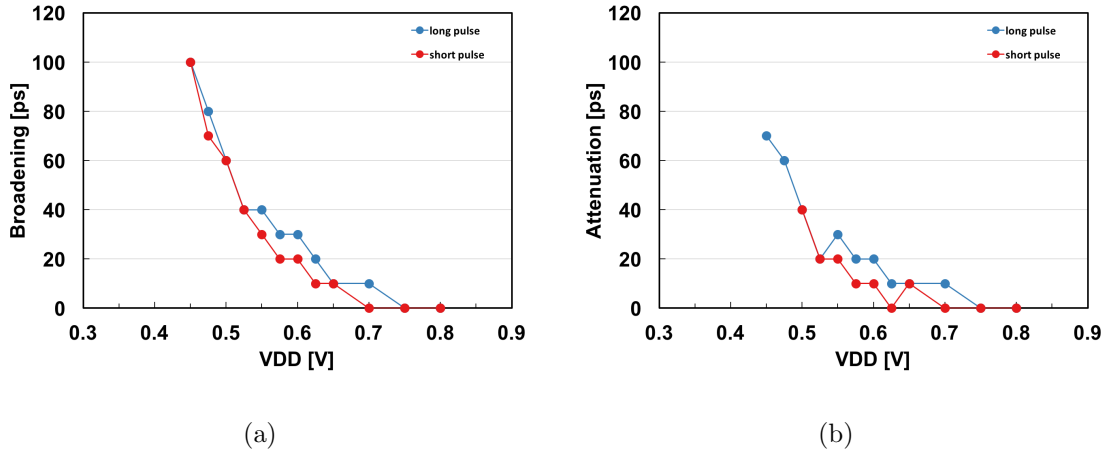 120
100
80
60
40
20
0
Broadening [ps]
long pulse
short pulse
0.3 0.4 0.5 0.6 0.7 0.8 0.9
VDD [V]
(a)
120
100
80
60
40
20
0
Attenuation [ps]
long pulse
short pulse
0.3 0.4 0.5 0.6 0.7 0.8 0.9
VDD [V]
(b)